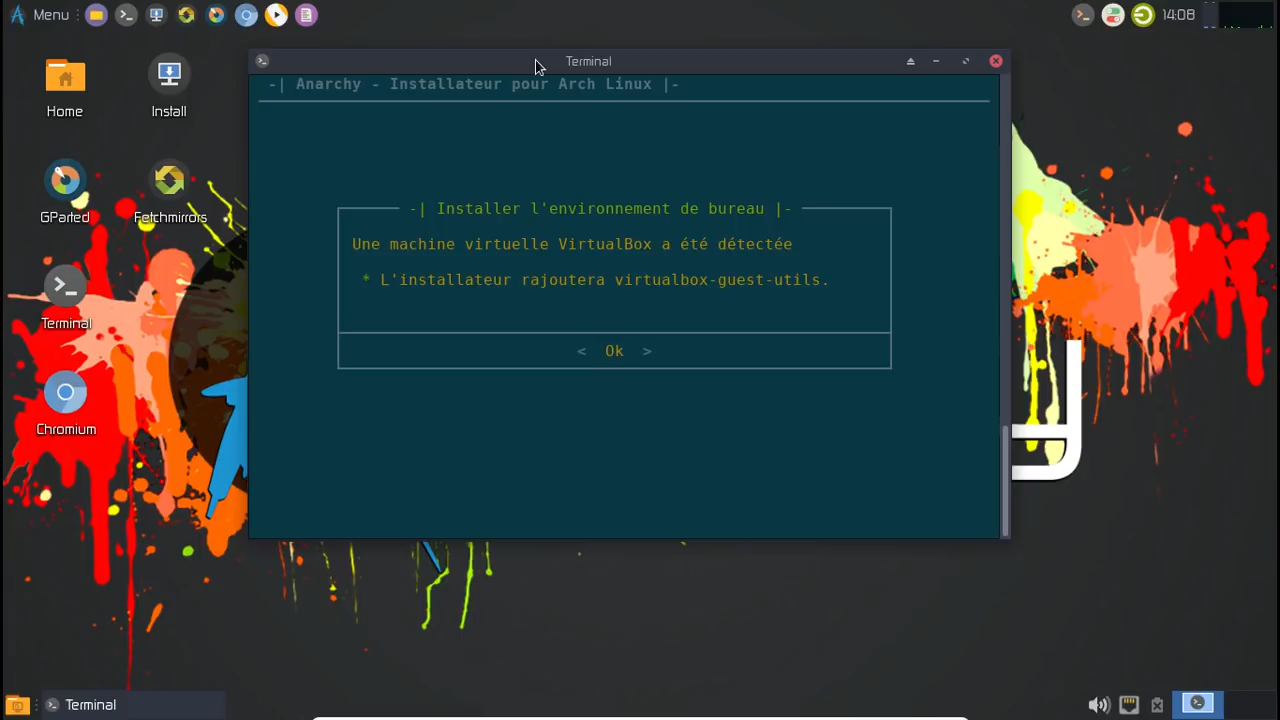 Menu
14:08
Terminal
Home
Install
-| Anarchy - Installateur pour Arch Linux |-
GParted
Fetchmirrors
-| Installer l'environnement de bureau |-
Une machine virtuelle VirtualBox a été détectée
* L'installateur rajoutera virtualbox-guest-utils.
Terminal
< Ok >
Chromium
Terminal